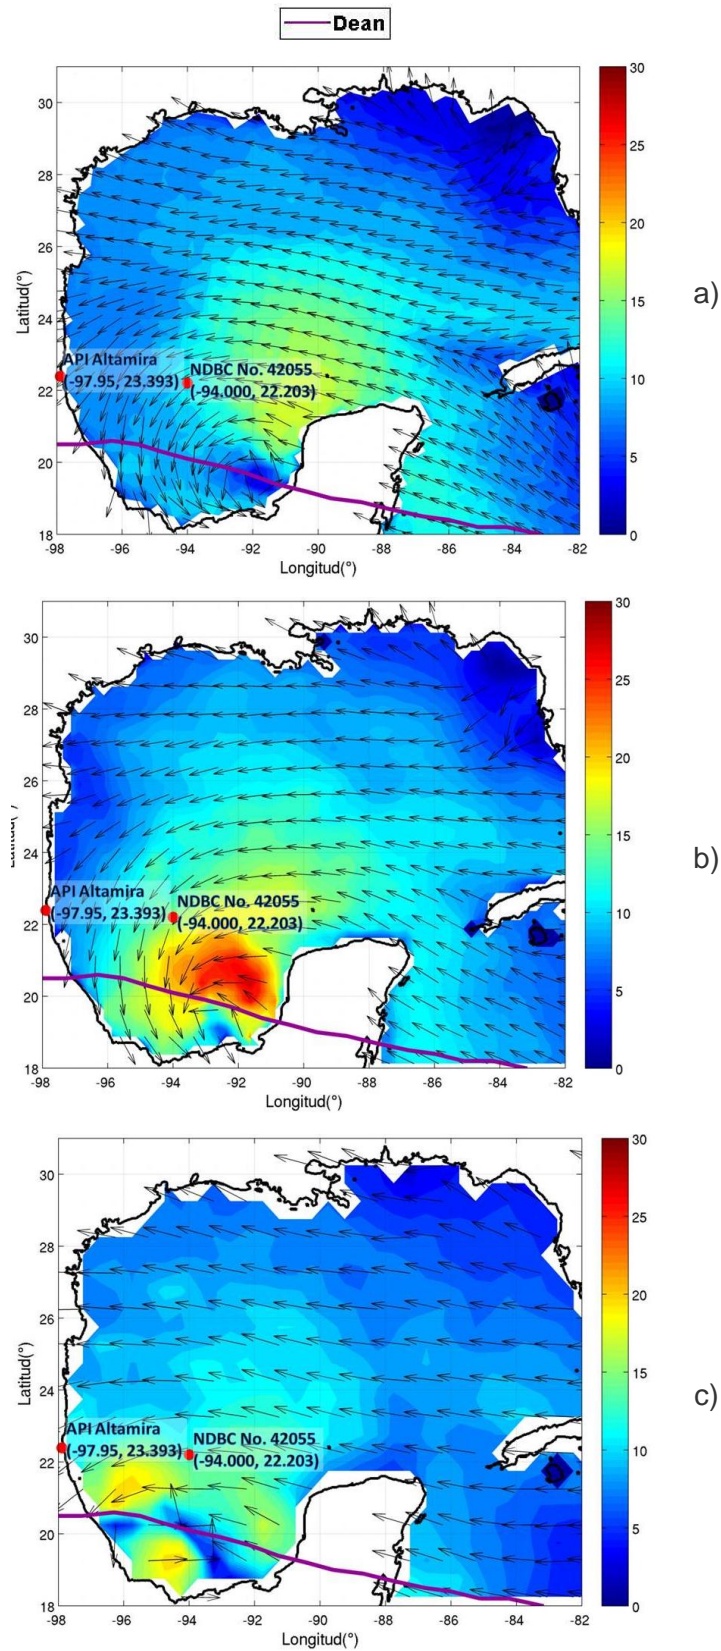 Dean
30
28
26
24
22
20
18
Latitud(°)
API Altamira
(-97.95, 23.393)
NDBC No. 42055
(-94.000, 22.203)
-98 -96 -94 -92 -90 -88 -86 -84 -82
Longitud(°)
30
25
20
15
10
5
0
a)
30
28
26
24
22
20
18
API Altamira
(-97.95, 23.393)
NDBC No. 42055
(-94.000, 22.203)
-98 -96 -94 -92 -90 -88 -86 -84 -82
Longitud(°)
30
25
20
15
10
5
0
b)
30
28
26
24
22
20
18
Latitud(°)
API Altamira
(-97.95, 23.393)
NDBC No. 42055
(-94.000, 22.203)
-98 -96 -94 -92 -90 -88 -86 -84 -82
Longitud(°)
30
25
20
15
10
5
0
c)